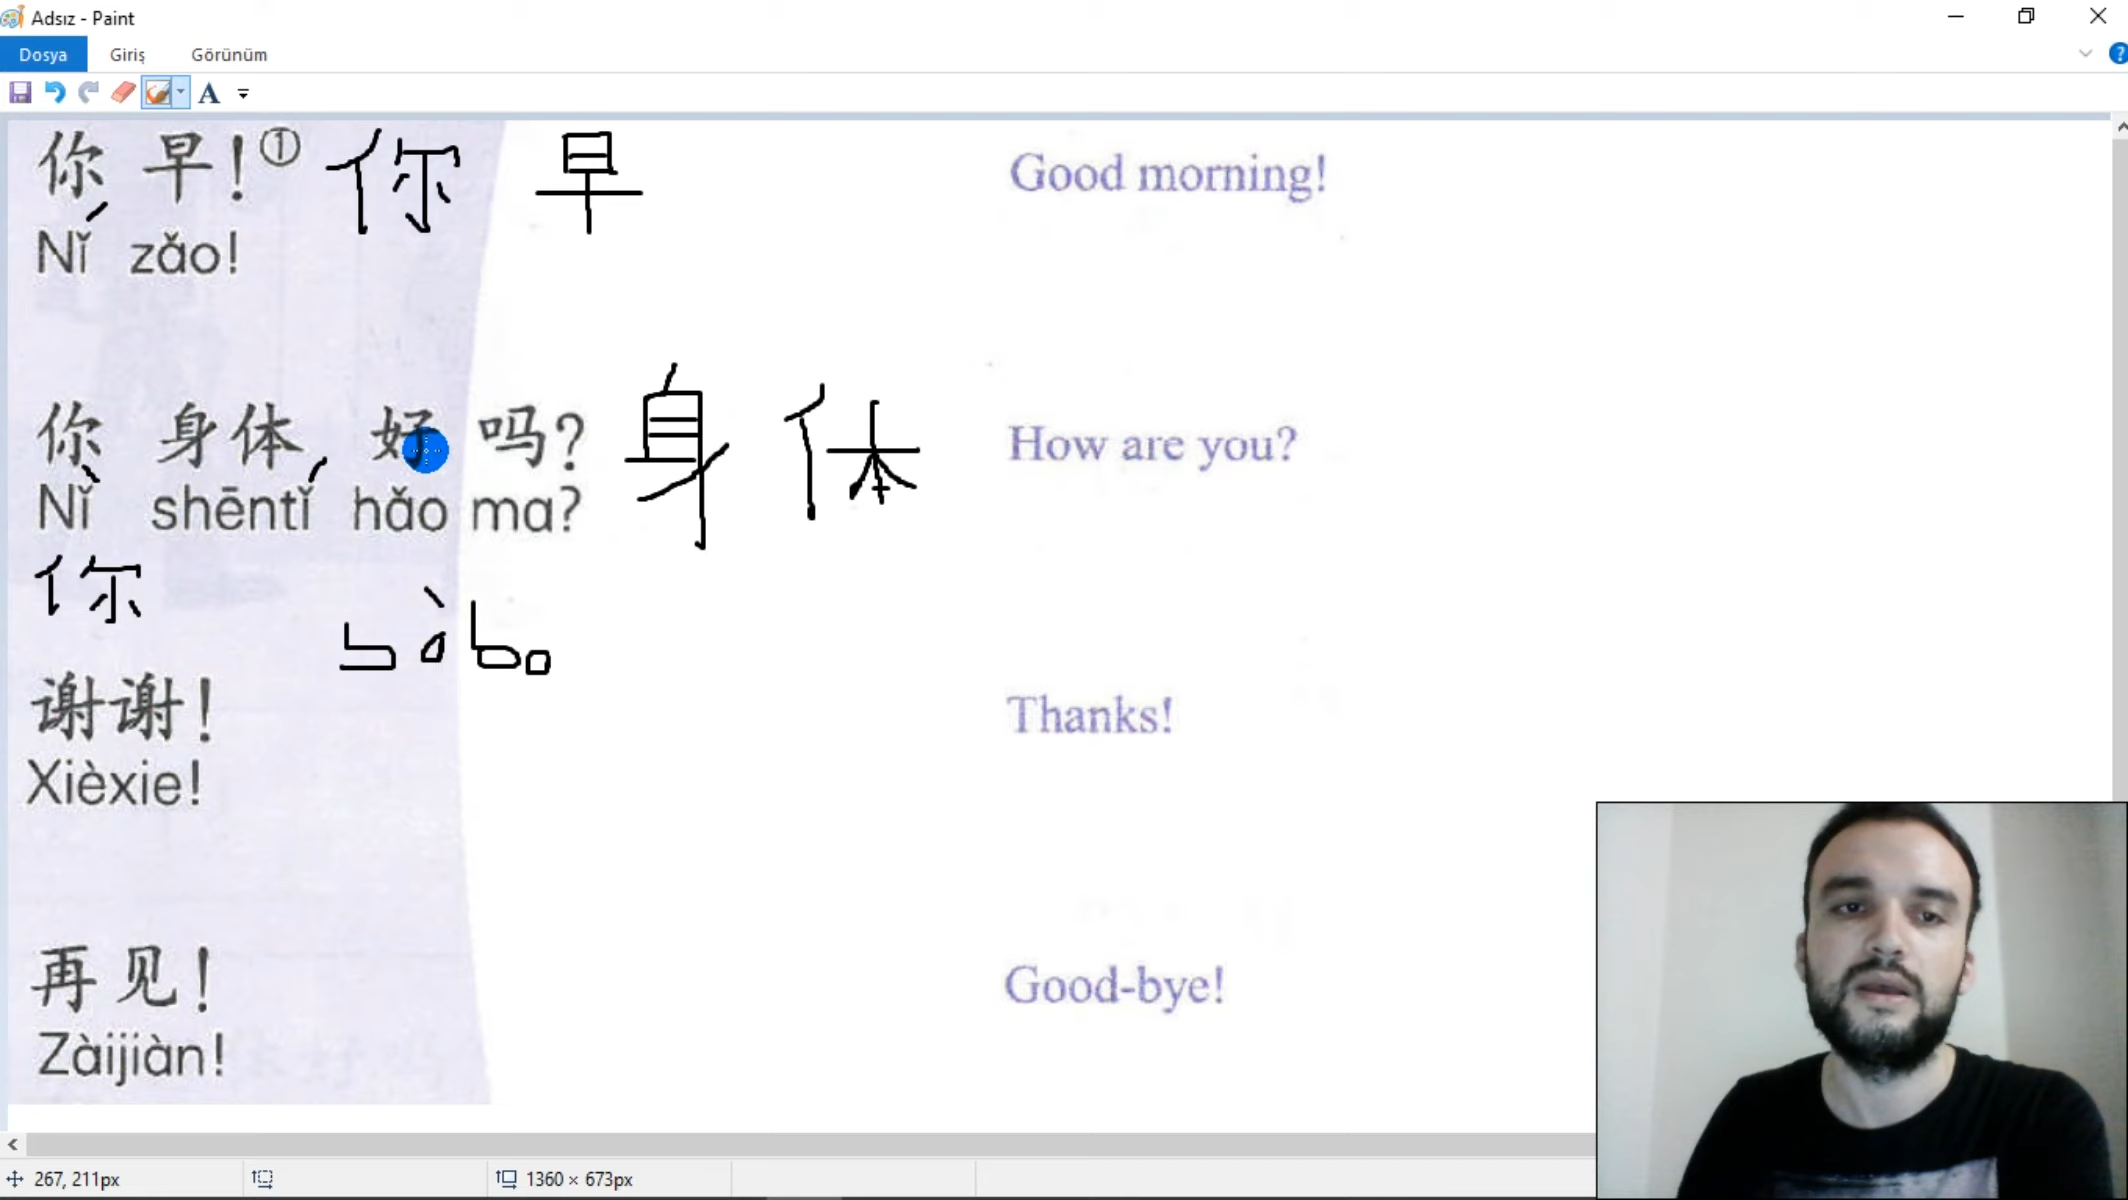 Adsız - Paint
Dosya Giriş Görünüm
你 早！① 你 早 Good morning!
Nǐ zǎo!
你 身体 好 吗？ 身 体 How are you?
Nǐ shēntǐ hǎo ma?
你
谢谢！ Thanks!
Xièxie!
再见！ Good-bye!
Zàijiàn!
267, 211px 1360 × 673px